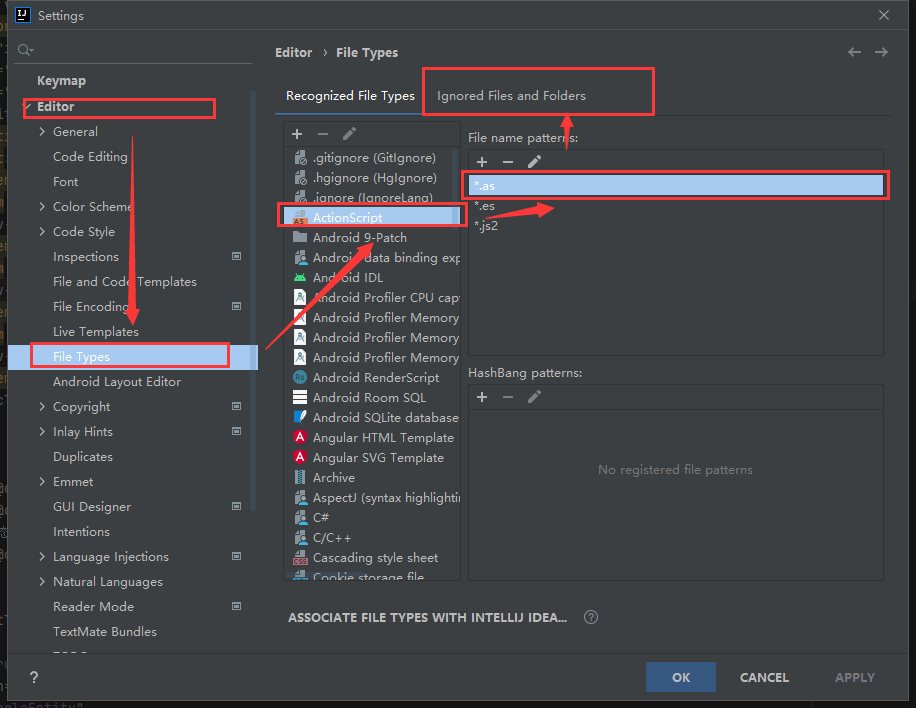 Settings
Keymap
Editor
General
Code Editing
Font
Color Scheme
Code Style
Inspections
File and Code Templates
File Encoding
Live Templates
File Types
Android Layout Editor
Copyright
Inlay Hints
Duplicates
Emmet
GUI Designer
Intentions
Language Injections
Natural Languages
Reader Mode
TextMate Bundles
Editor › File Types
Recognized File Types
Ignored Files and Folders
.gitignore (GitIgnore)
.hgignore (HgIgnore)
.ignore (IgnoreLang)
ActionScript
Android 9-Patch
Android data binding exp
Android IDL
Android Profiler CPU cap
Android Profiler Memory
Android Profiler Memory
Android Profiler Memory
Android RenderScript
Android Room SQL
Android SQLite database
Angular HTML Template
Angular SVG Template
Archive
AspectJ (syntax highlightin
C#
C/C++
Cascading style sheet
Cookie storage file
File name patterns:
*.as
*.es
*.js2
HashBang patterns:
No registered file patterns
ASSOCIATE FILE TYPES WITH INTELLIJ IDEA...
?
?
OK
CANCEL
APPLY